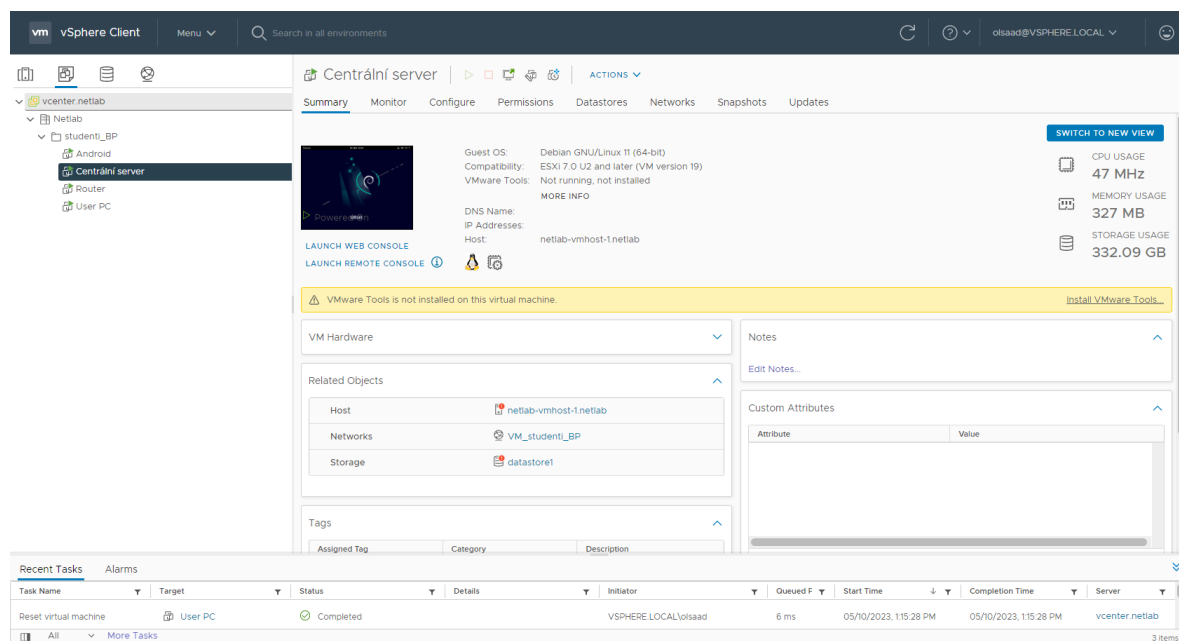 vm vSphere Client Menu Search in all environments olsaad@VSPHERE.LOCAL
vcenter.netlab
Netlab
studenti_BP
Android
Centrální server
Router
User PC
Centrální server ACTIONS
Summary Monitor Configure Permissions Datastores Networks Snapshots Updates
SWITCH TO NEW VIEW
Powered On
LAUNCH WEB CONSOLE
LAUNCH REMOTE CONSOLE
Guest OS: Debian GNU/Linux 11 (64-bit)
Compatibility: ESXi 7.0 U2 and later (VM version 19)
VMware Tools: Not running, not installed
MORE INFO
DNS Name:
IP Addresses:
Host: netlab-vmhost-1.netlab
CPU USAGE
47 MHz
MEMORY USAGE
327 MB
STORAGE USAGE
332.09 GB
VMware Tools is not installed on this virtual machine. Install VMware Tools...
VM Hardware
Related Objects
Host netlab-vmhost-1.netlab
Networks VM_studenti_BP
Storage datastore1
Tags
Assigned Tag Category Description
Notes
Edit Notes...
Custom Attributes
Attribute Value
Recent Tasks Alarms
Task Name Target Status Details Initiator Queued F Start Time Completion Time Server
Reset virtual machine User PC Completed VSPHERE.LOCAL\olsaad 6 ms 05/10/2023, 1:15:28 PM 05/10/2023, 1:15:28 PM vcenter.netlab
All More Tasks 3 items